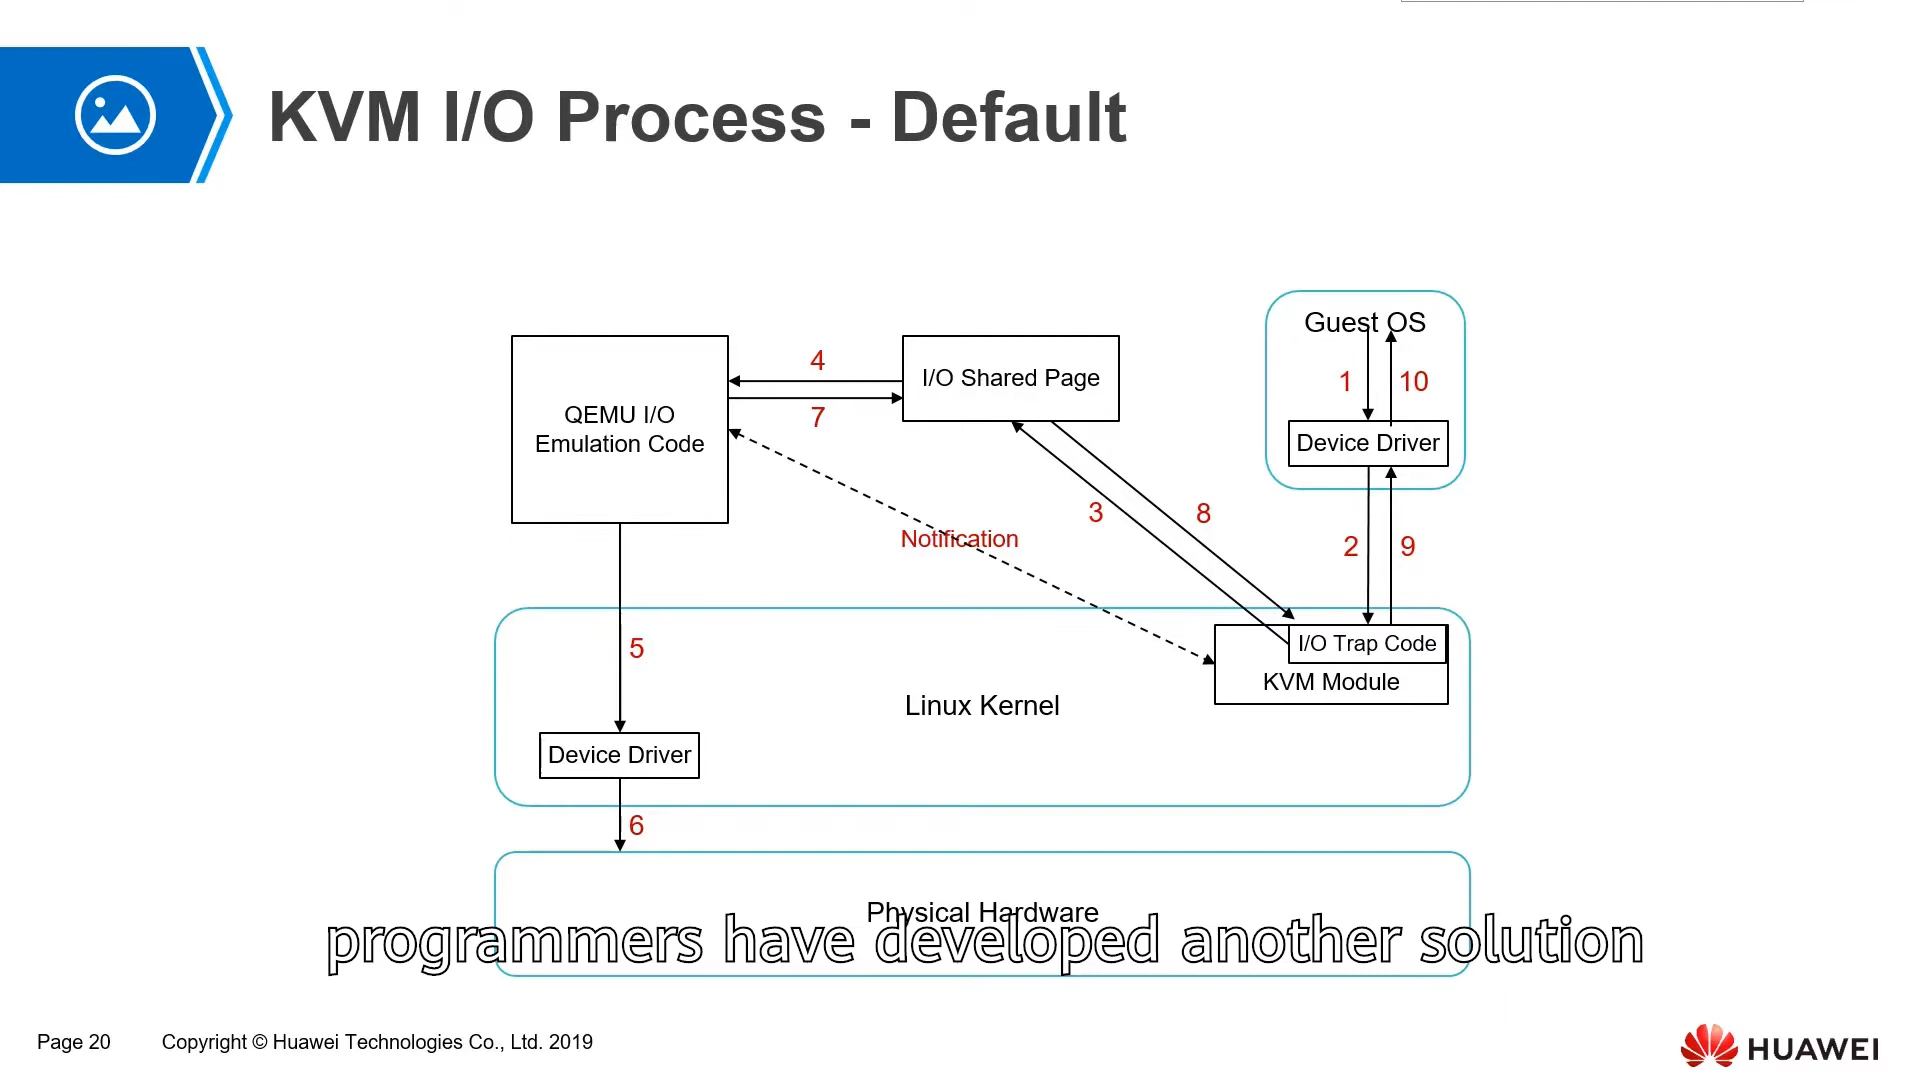 KVM I/O Process - Default
Guest OS
1
10
Device Driver
4
I/O Shared Page
7
QEMU I/O
Emulation Code
3
8
2
9
Notification
I/O Trap Code
KVM Module
5
Linux Kernel
Device Driver
6
Physical Hardware
programmers have developed another solution
Page 20
Copyright © Huawei Technologies Co., Ltd. 2019
HUAWEI